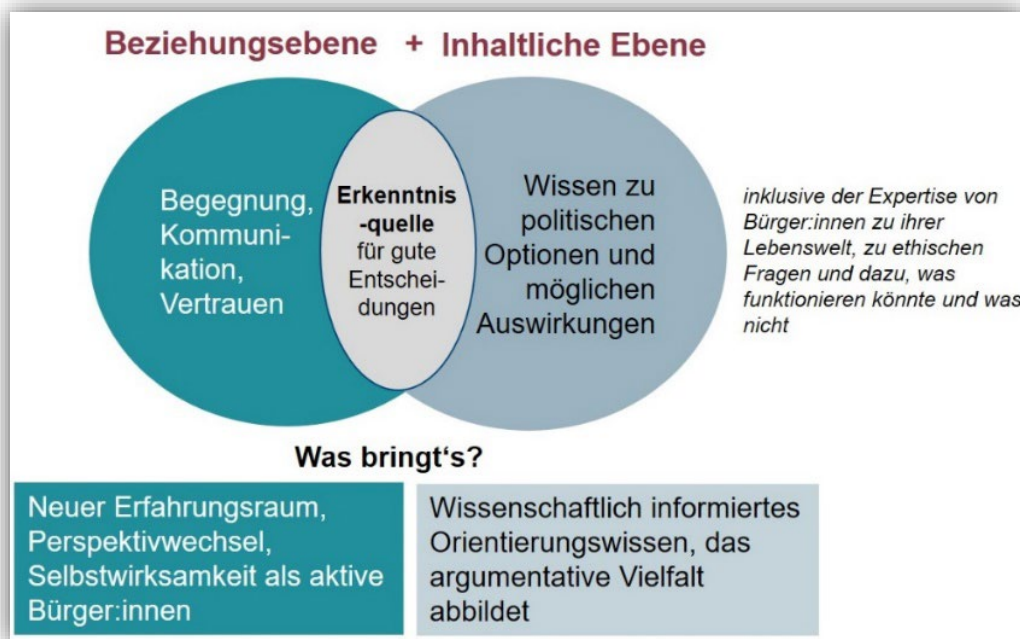 Beziehungsebene + Inhaltliche Ebene
Begegnung,
Kommuni-
kation,
Vertrauen
Erkenntnis
-quelle
für gute
Entschei-
dungen
Wissen zu
politischen
Optionen und
möglichen
Auswirkungen
inklusive der Expertise von
Bürger:innen zu ihrer
Lebenswelt, zu ethischen
Fragen und dazu, was
funktionieren könnte und was
nicht
Was bringt‘s?
Neuer Erfahrungsraum,
Perspektivwechsel,
Selbstwirksamkeit als aktive
Bürger:innen
Wissenschaftlich informiertes
Orientierungswissen, das
argumentative Vielfalt
abbildet